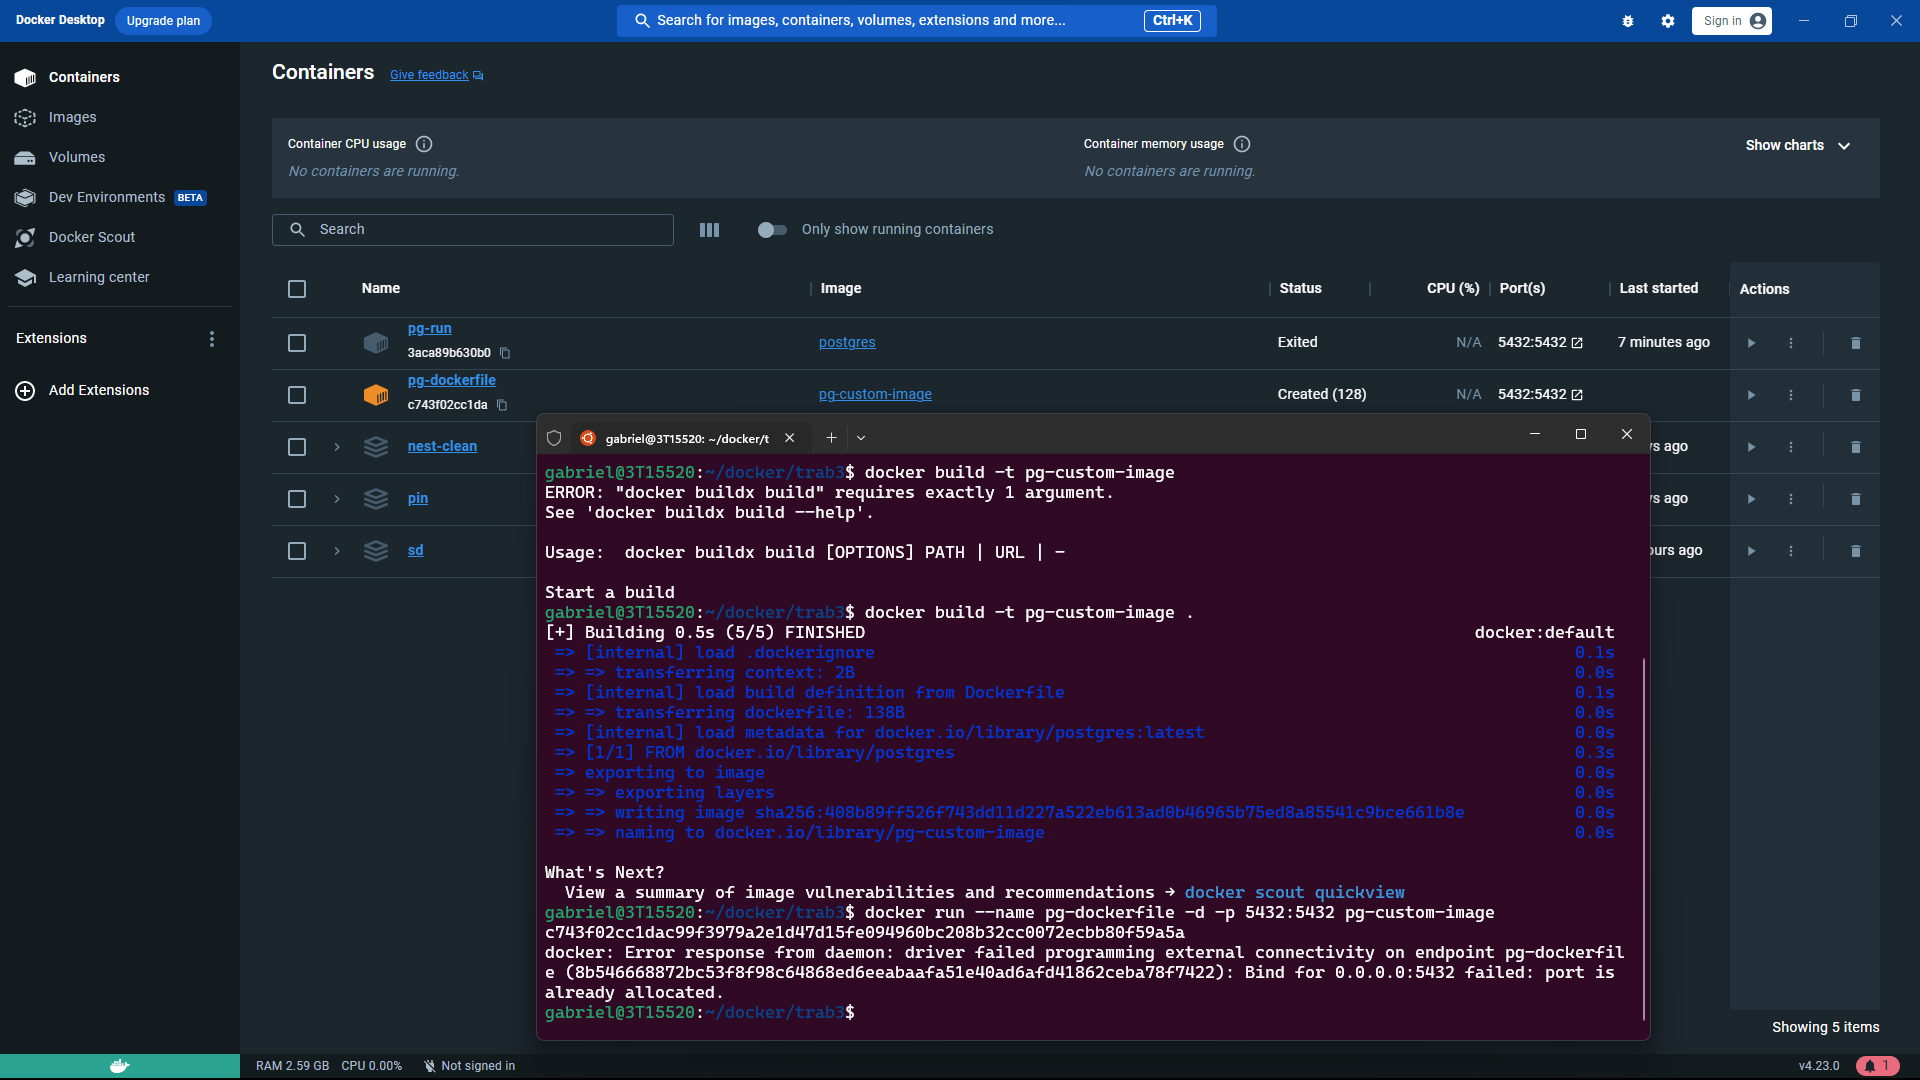 Docker Desktop
Upgrade plan
Search for images, containers, volumes, extensions and more...
Ctrl+K
Sign in
Containers
Images
Volumes
Dev Environments BETA
Docker Scout
Learning center
Extensions
Add Extensions
Containers
Give feedback
Container CPU usage
No containers are running.
Container memory usage
No containers are running.
Show charts
Search
Only show running containers
Name Image Status CPU (%) Port(s) Last started Actions
pg-run
3aca89b630b0
postgres Exited N/A 5432:5432 7 minutes ago
pg-dockerfile
c743f02cc1da
pg-custom-image Created (128) N/A 5432:5432
nest-clean
ago
pin
ago
sd
ago
gabriel@3T15520: ~/docker/t
gabriel@3T15520:~/docker/trab3$ docker build -t pg-custom-image
ERROR: "docker buildx build" requires exactly 1 argument.
See 'docker buildx build --help'.
Usage:  docker buildx build [OPTIONS] PATH | URL | -
Start a build
gabriel@3T15520:~/docker/trab3$ docker build -t pg-custom-image .
[+] Building 0.5s (5/5) FINISHED docker:default
=> [internal] load .dockerignore 0.1s
=> => transferring context: 2B 0.0s
=> [internal] load build definition from Dockerfile 0.1s
=> => transferring dockerfile: 138B 0.0s
=> [internal] load metadata for docker.io/library/postgres:latest 0.0s
=> [1/1] FROM docker.io/library/postgres 0.3s
=> exporting to image 0.0s
=> => exporting layers 0.0s
=> => writing image sha256:408b89ff526f743dd11d227a522eb613ad0b46965b75ed8a85541c9bce661b8e 0.0s
=> => naming to docker.io/library/pg-custom-image 0.0s
What's Next?
View a summary of image vulnerabilities and recommendations → docker scout quickview
gabriel@3T15520:~/docker/trab3$ docker run --name pg-dockerfile -d -p 5432:5432 pg-custom-image
c743f02cc1dac99f3979a2e1d47d15fe094960bc208b32cc0072ecbb80f59a5a
docker: Error response from daemon: driver failed programming external connectivity on endpoint pg-dockerfil
e (8b546668872bc53f8f98c64868ed6eeabaafa51e40ad6afd41862ceba78f7422): Bind for 0.0.0.0:5432 failed: port is
already allocated.
gabriel@3T15520:~/docker/trab3$
Showing 5 items
RAM 2.59 GB CPU 0.00% Not signed in
v4.23.0
1